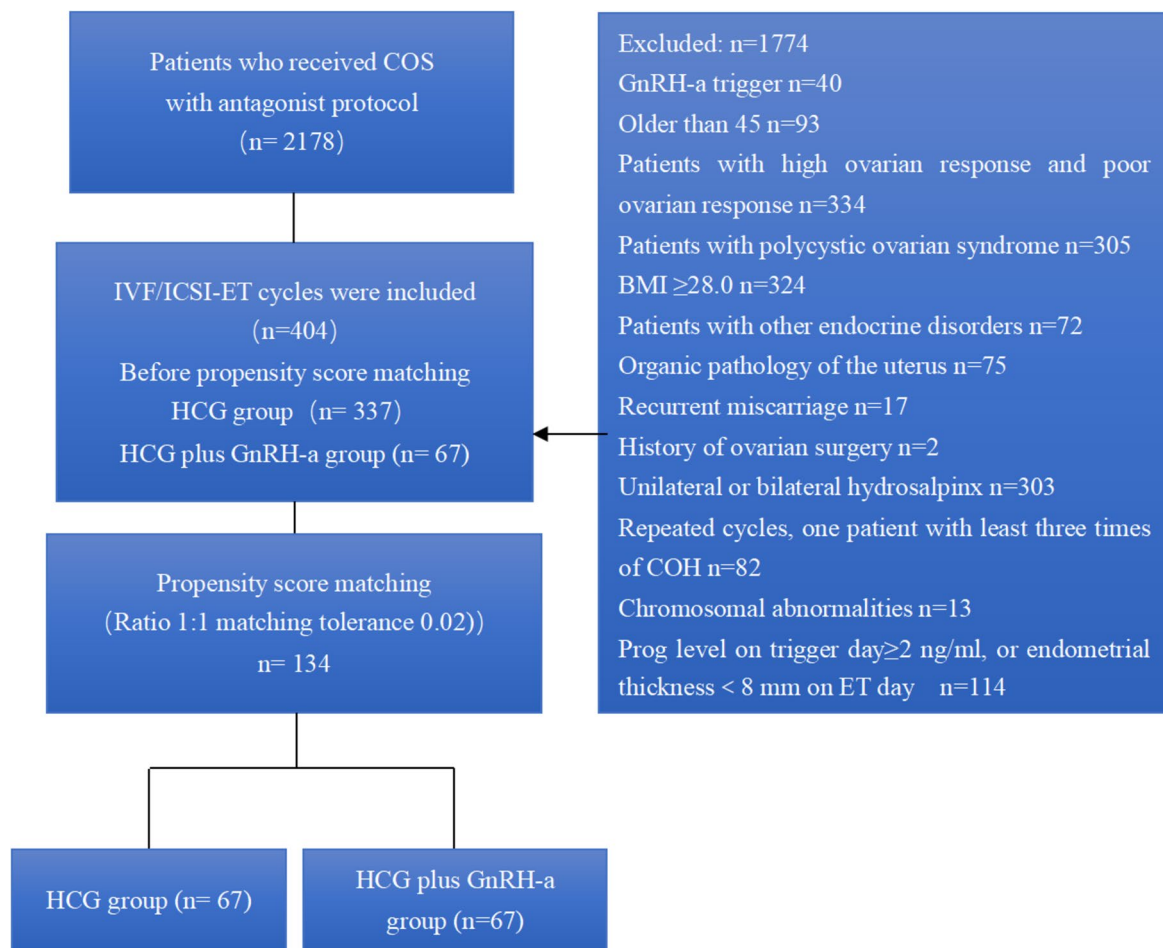 Patients who received COS
with antagonist protocol
（n= 2178）
IVF/ICSI-ET cycles were included
（n=404）
Before propensity score matching
HCG group （n= 337）
HCG plus GnRH-a group (n= 67)
Propensity score matching
（Ratio 1:1 matching tolerance 0.02)）
n= 134
HCG group (n= 67)
HCG plus GnRH-a
group (n=67)
Excluded: n=1774
GnRH-a trigger n=40
Older than 45 n=93
Patients with high ovarian response and poor
ovarian response n=334
Patients with polycystic ovarian syndrome n=305
BMI ≥28.0 n=324
Patients with other endocrine disorders n=72
Organic pathology of the uterus n=75
Recurrent miscarriage n=17
History of ovarian surgery n=2
Unilateral or bilateral hydrosalpinx n=303
Repeated cycles, one patient with least three times
of COH n=82
Chromosomal abnormalities n=13
Prog level on trigger day≥2 ng/ml, or endometrial
thickness < 8 mm on ET day n=114